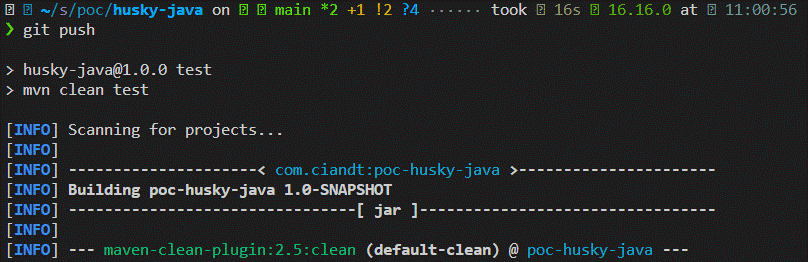 ~/s/poc/husky-java on main *2 +1 !2 ?4 ······ took 16s 16.16.0 at 11:00:56
❯ git push
> husky-java@1.0.0 test
> mvn clean test
[INFO] Scanning for projects...
[INFO]
[INFO] ---------------------< com.ciandt:poc-husky-java >----------------------
[INFO] Building poc-husky-java 1.0-SNAPSHOT
[INFO] --------------------------------[ jar ]---------------------------------
[INFO]
[INFO] --- maven-clean-plugin:2.5:clean (default-clean) @ poc-husky-java ---